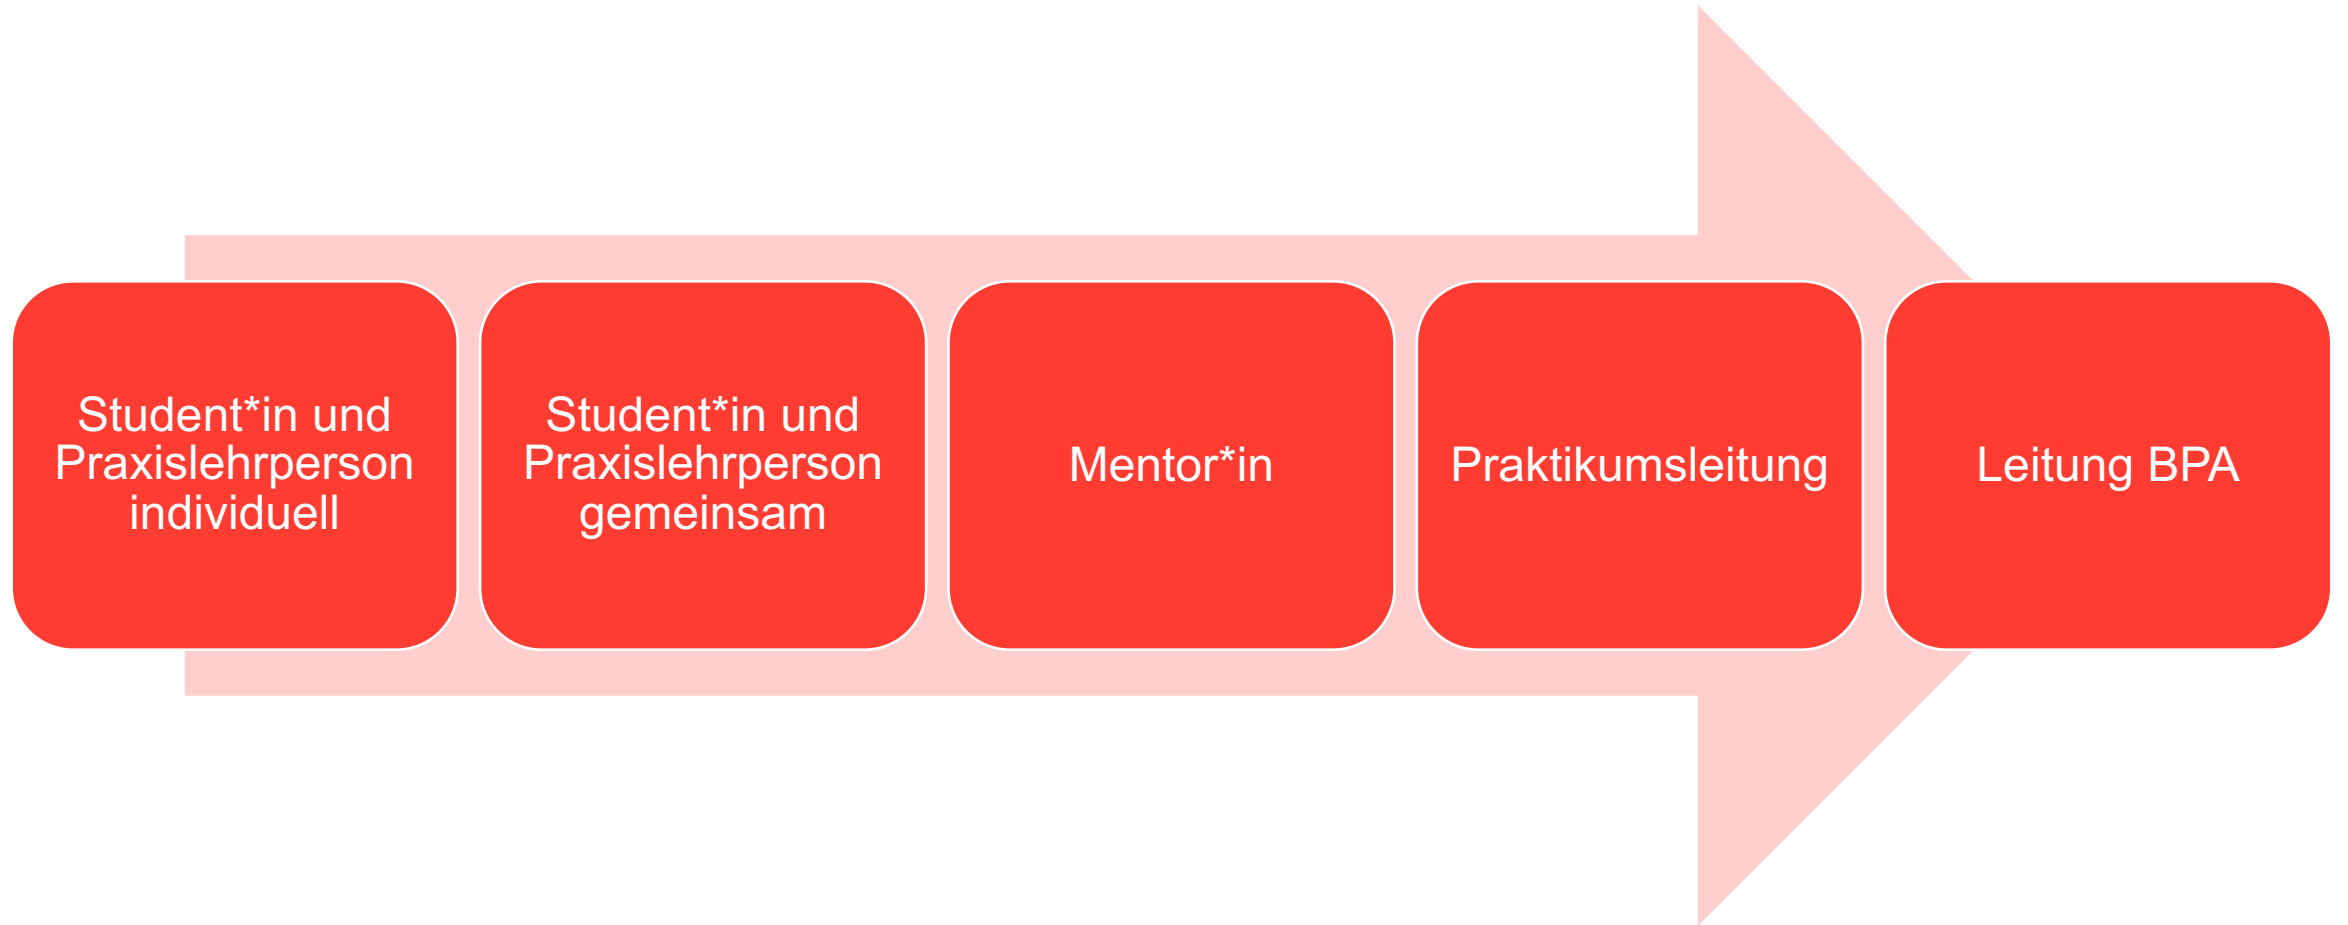 Student*in und
Praxislehrperson
individuell
Student*in und
Praxislehrperson
gemeinsam
Mentor*in
Praktikumsleitung
Leitung BPA